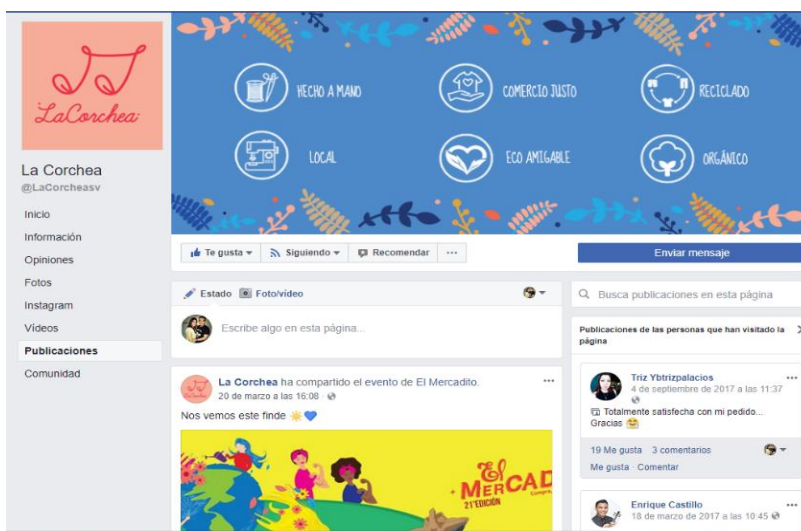 LaCorchea
La Corchea
@LaCorcheasv
Inicio
Información
Opiniones
Fotos
Instagram
Vídeos
Publicaciones
Comunidad
HECHO A MANO
COMERCIO JUSTO
RECICLADO
LOCAL
ECO AMIGABLE
ORGÁNICO
Te gusta
Siguiendo
Recomendar
Enviar mensaje
Estado
Foto/vídeo
Escribe algo en esta página...
La Corchea ha compartido el evento de El Mercadito.
20 de marzo a las 16:08 ·
Nos vemos este finde
El
MERCAD
21ª EDICIÓN
Busca publicaciones en esta página
Publicaciones de las personas que han visitado la
página
Triz Ybtrizpalacios
4 de septiembre de 2017 a las 11:37
Totalmente satisfecha con mi pedido...
Gracias
19 Me gusta 3 comentarios
Me gusta · Comentar
Enrique Castillo
18 de marzo de 2017 a las 10:45